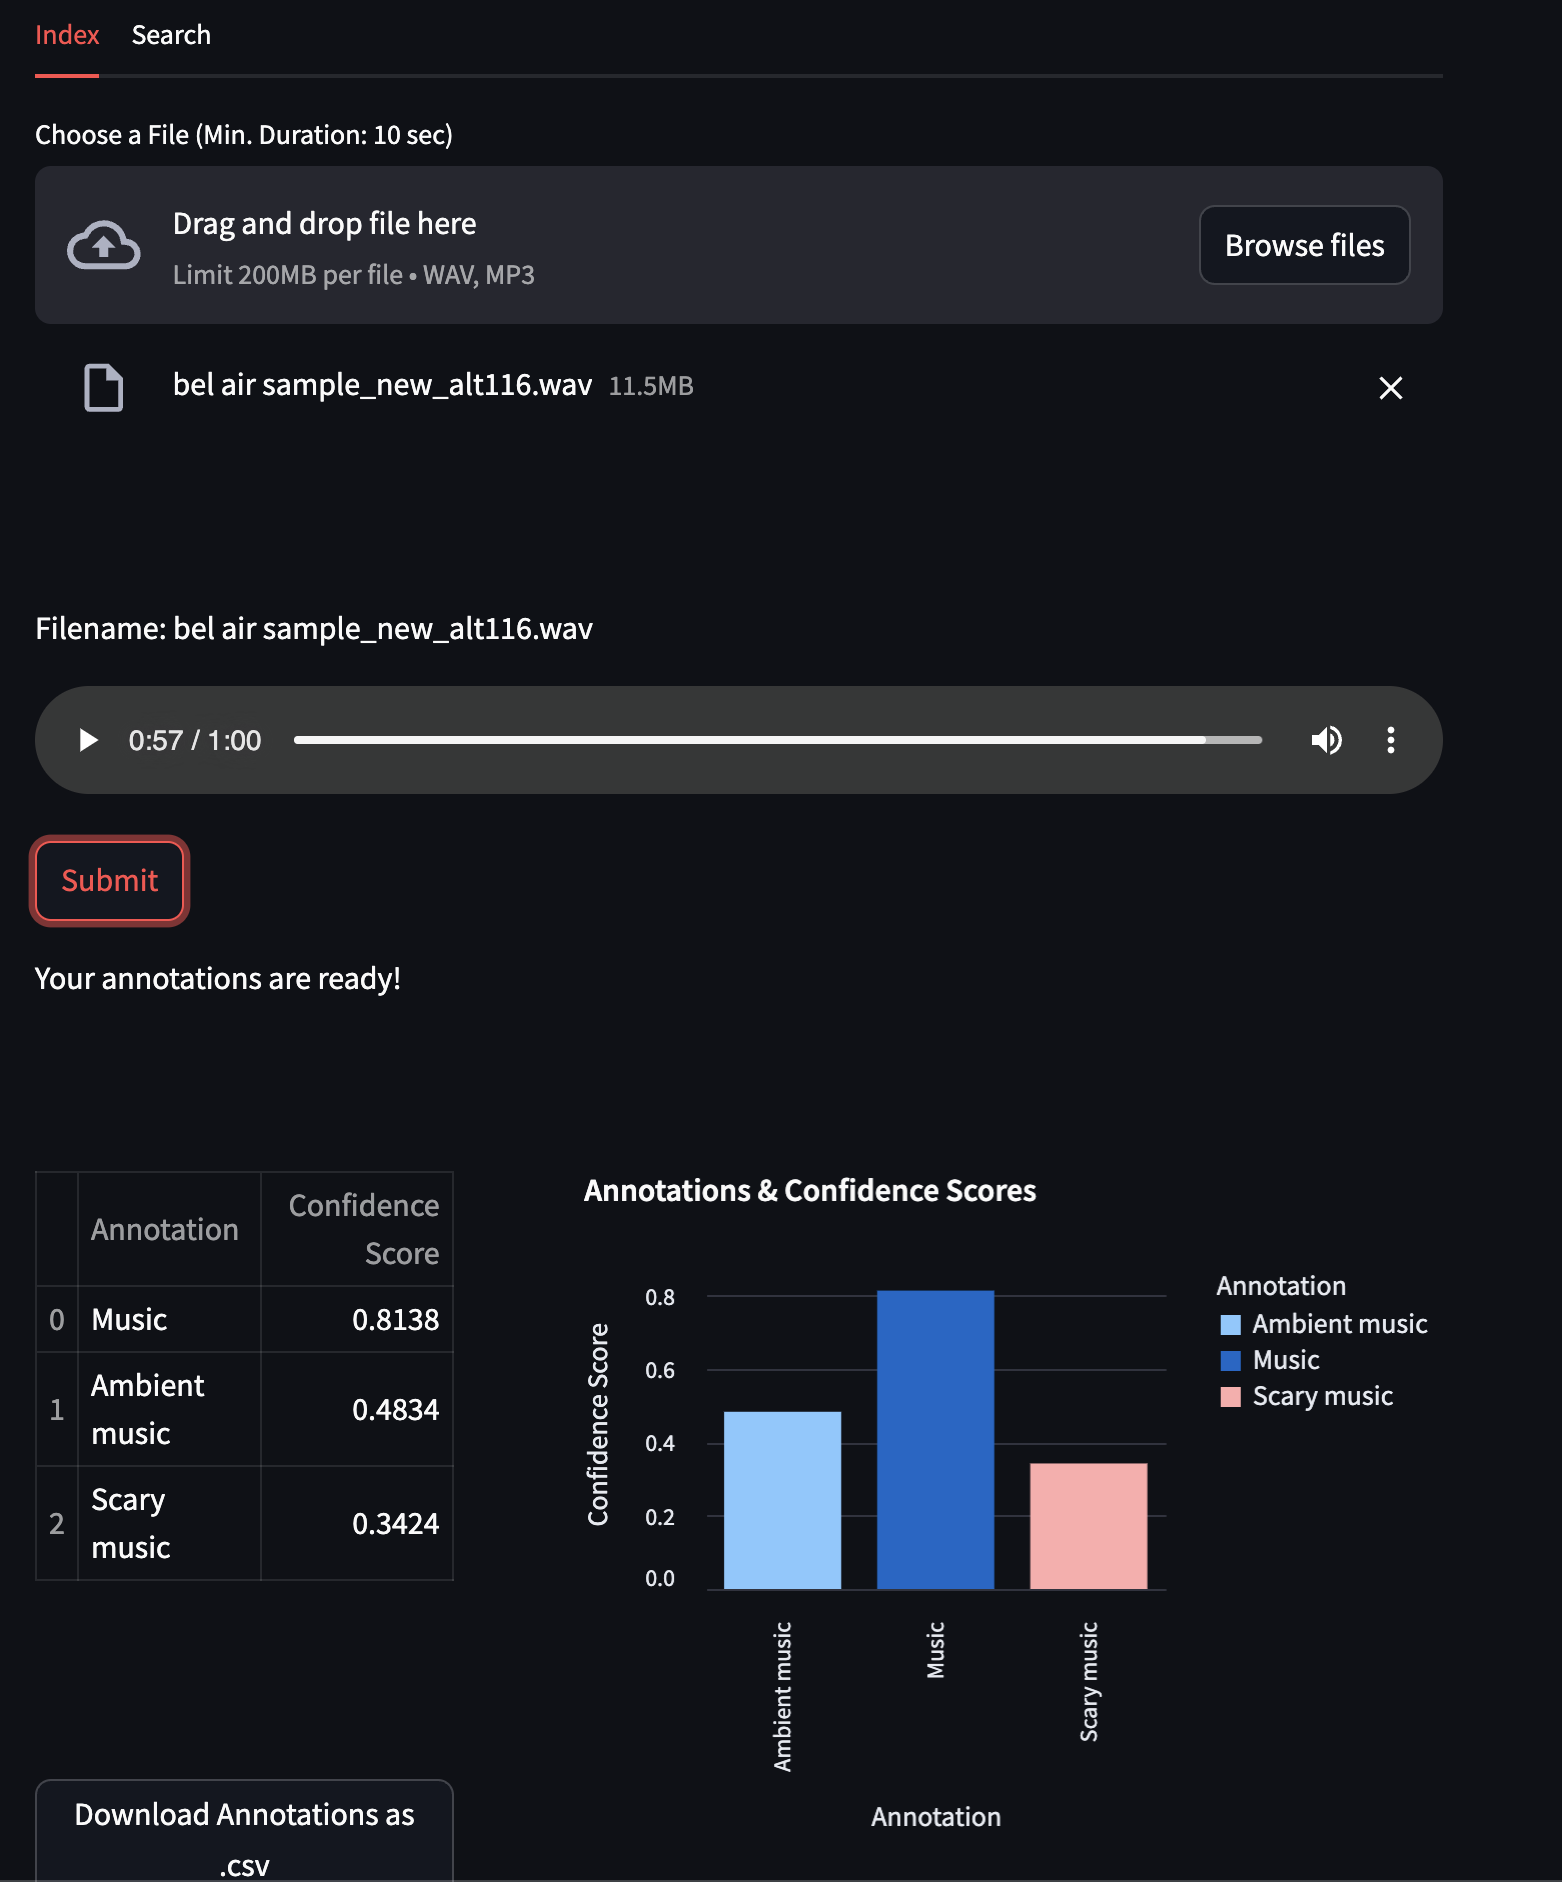 Index Search
Choose a File (Min. Duration: 10 sec)
Drag and drop file here
Limit 200MB per file • WAV, MP3
Browse files
bel air sample_new_alt116.wav 11.5MB
Filename: bel air sample_new_alt116.wav
0:57 / 1:00
Submit
Your annotations are ready!
Annotation
Confidence
Score
0 Music 0.8138
1 Ambient
music 0.4834
2 Scary
music 0.3424
Download Annotations as
.csv
Annotations & Confidence Scores
Confidence Score
0.8
0.6
0.4
0.2
0.0
Ambient music
Music
Scary music
Annotation
Annotation
Ambient music
Music
Scary music